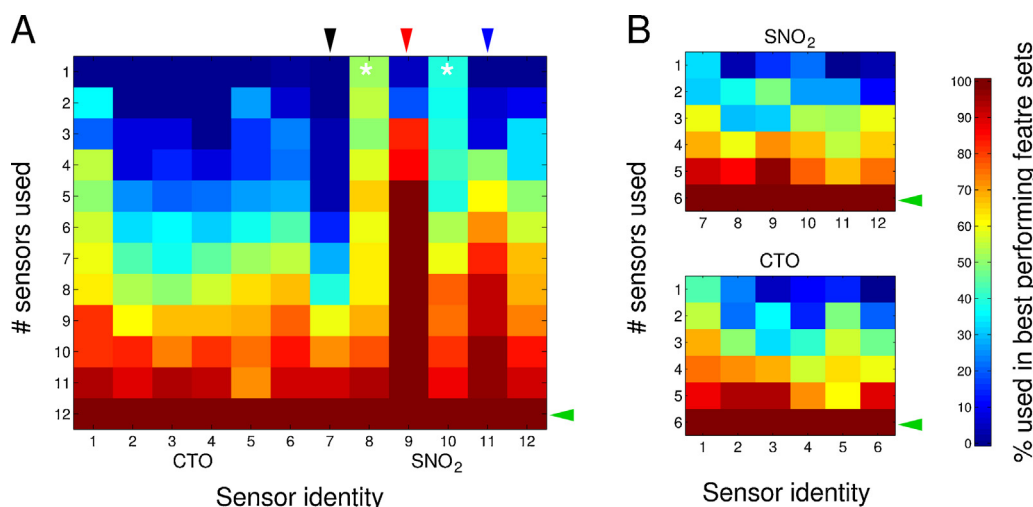 A
* *
# sensors used
1
2
3
4
5
6
7
8
9
10
11
12
1 2 3 4 5 6 7 8 9 10 11 12
CTO SNO2
Sensor identity
B
SNO2
1
2
3
4
5
6
7 8 9 10 11 12
# sensors used
CTO
1
2
3
4
5
6
1 2 3 4 5 6
Sensor identity
100
90
80
70
60
50
40
30
20
10
0
% used in best performing featre sets